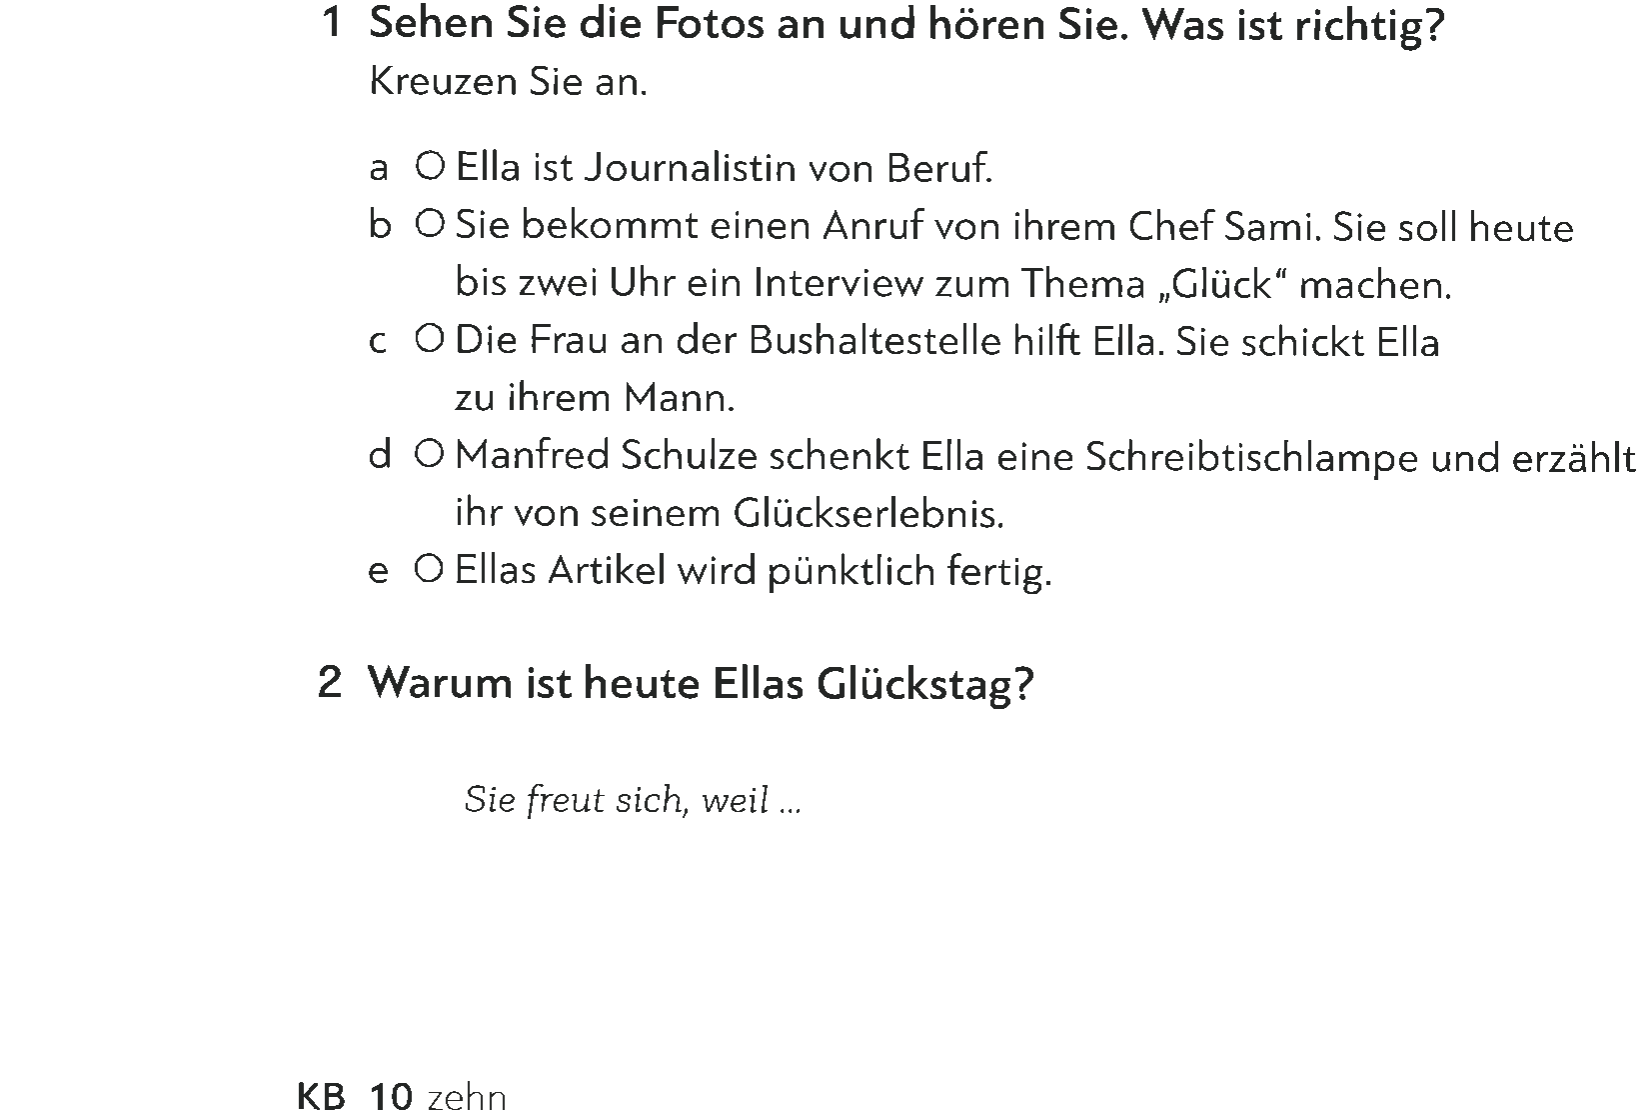 1 Sehen Sie die Fotos an und hören Sie. Was ist richtig?
Kreuzen Sie an.
a O Ella ist Journalistin von Beruf.
b O Sie bekommt einen Anruf von ihrem Chef Sami. Sie soll heute
bis zwei Uhr ein Interview zum Thema „Glück“ machen.
c O Die Frau an der Bushaltestelle hilft Ella. Sie schickt Ella
zu ihrem Mann.
d O Manfred Schulze schenkt Ella eine Schreibtischlampe und erzählt
ihr von seinem Glückserlebnis.
e O Ellas Artikel wird pünktlich fertig.
2 Warum ist heute Ellas Glückstag?
Sie freut sich, weil ...
KB 10 zehn